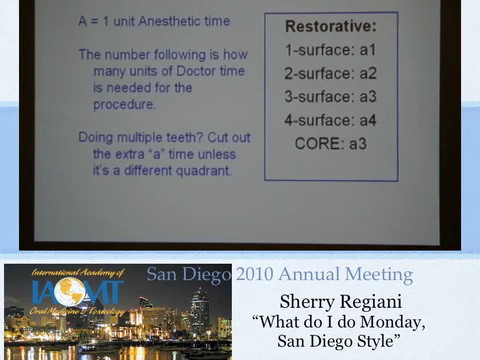 A = 1 unit Anesthetic time
The number following is how
many units of Doctor time
is needed for the
procedure.
Doing multiple teeth? Cut out
the extra "a" time unless
it's a different quadrant.
Restorative:
1-surface: a1
2-surface: a2
3-surface: a3
4-surface: a4
CORE: a3
International Academy of
IAOMT
Oral Medicine & Toxicology
San Diego 2010 Annual Meeting
Sherry Regiani
"What do I do Monday,
San Diego Style"